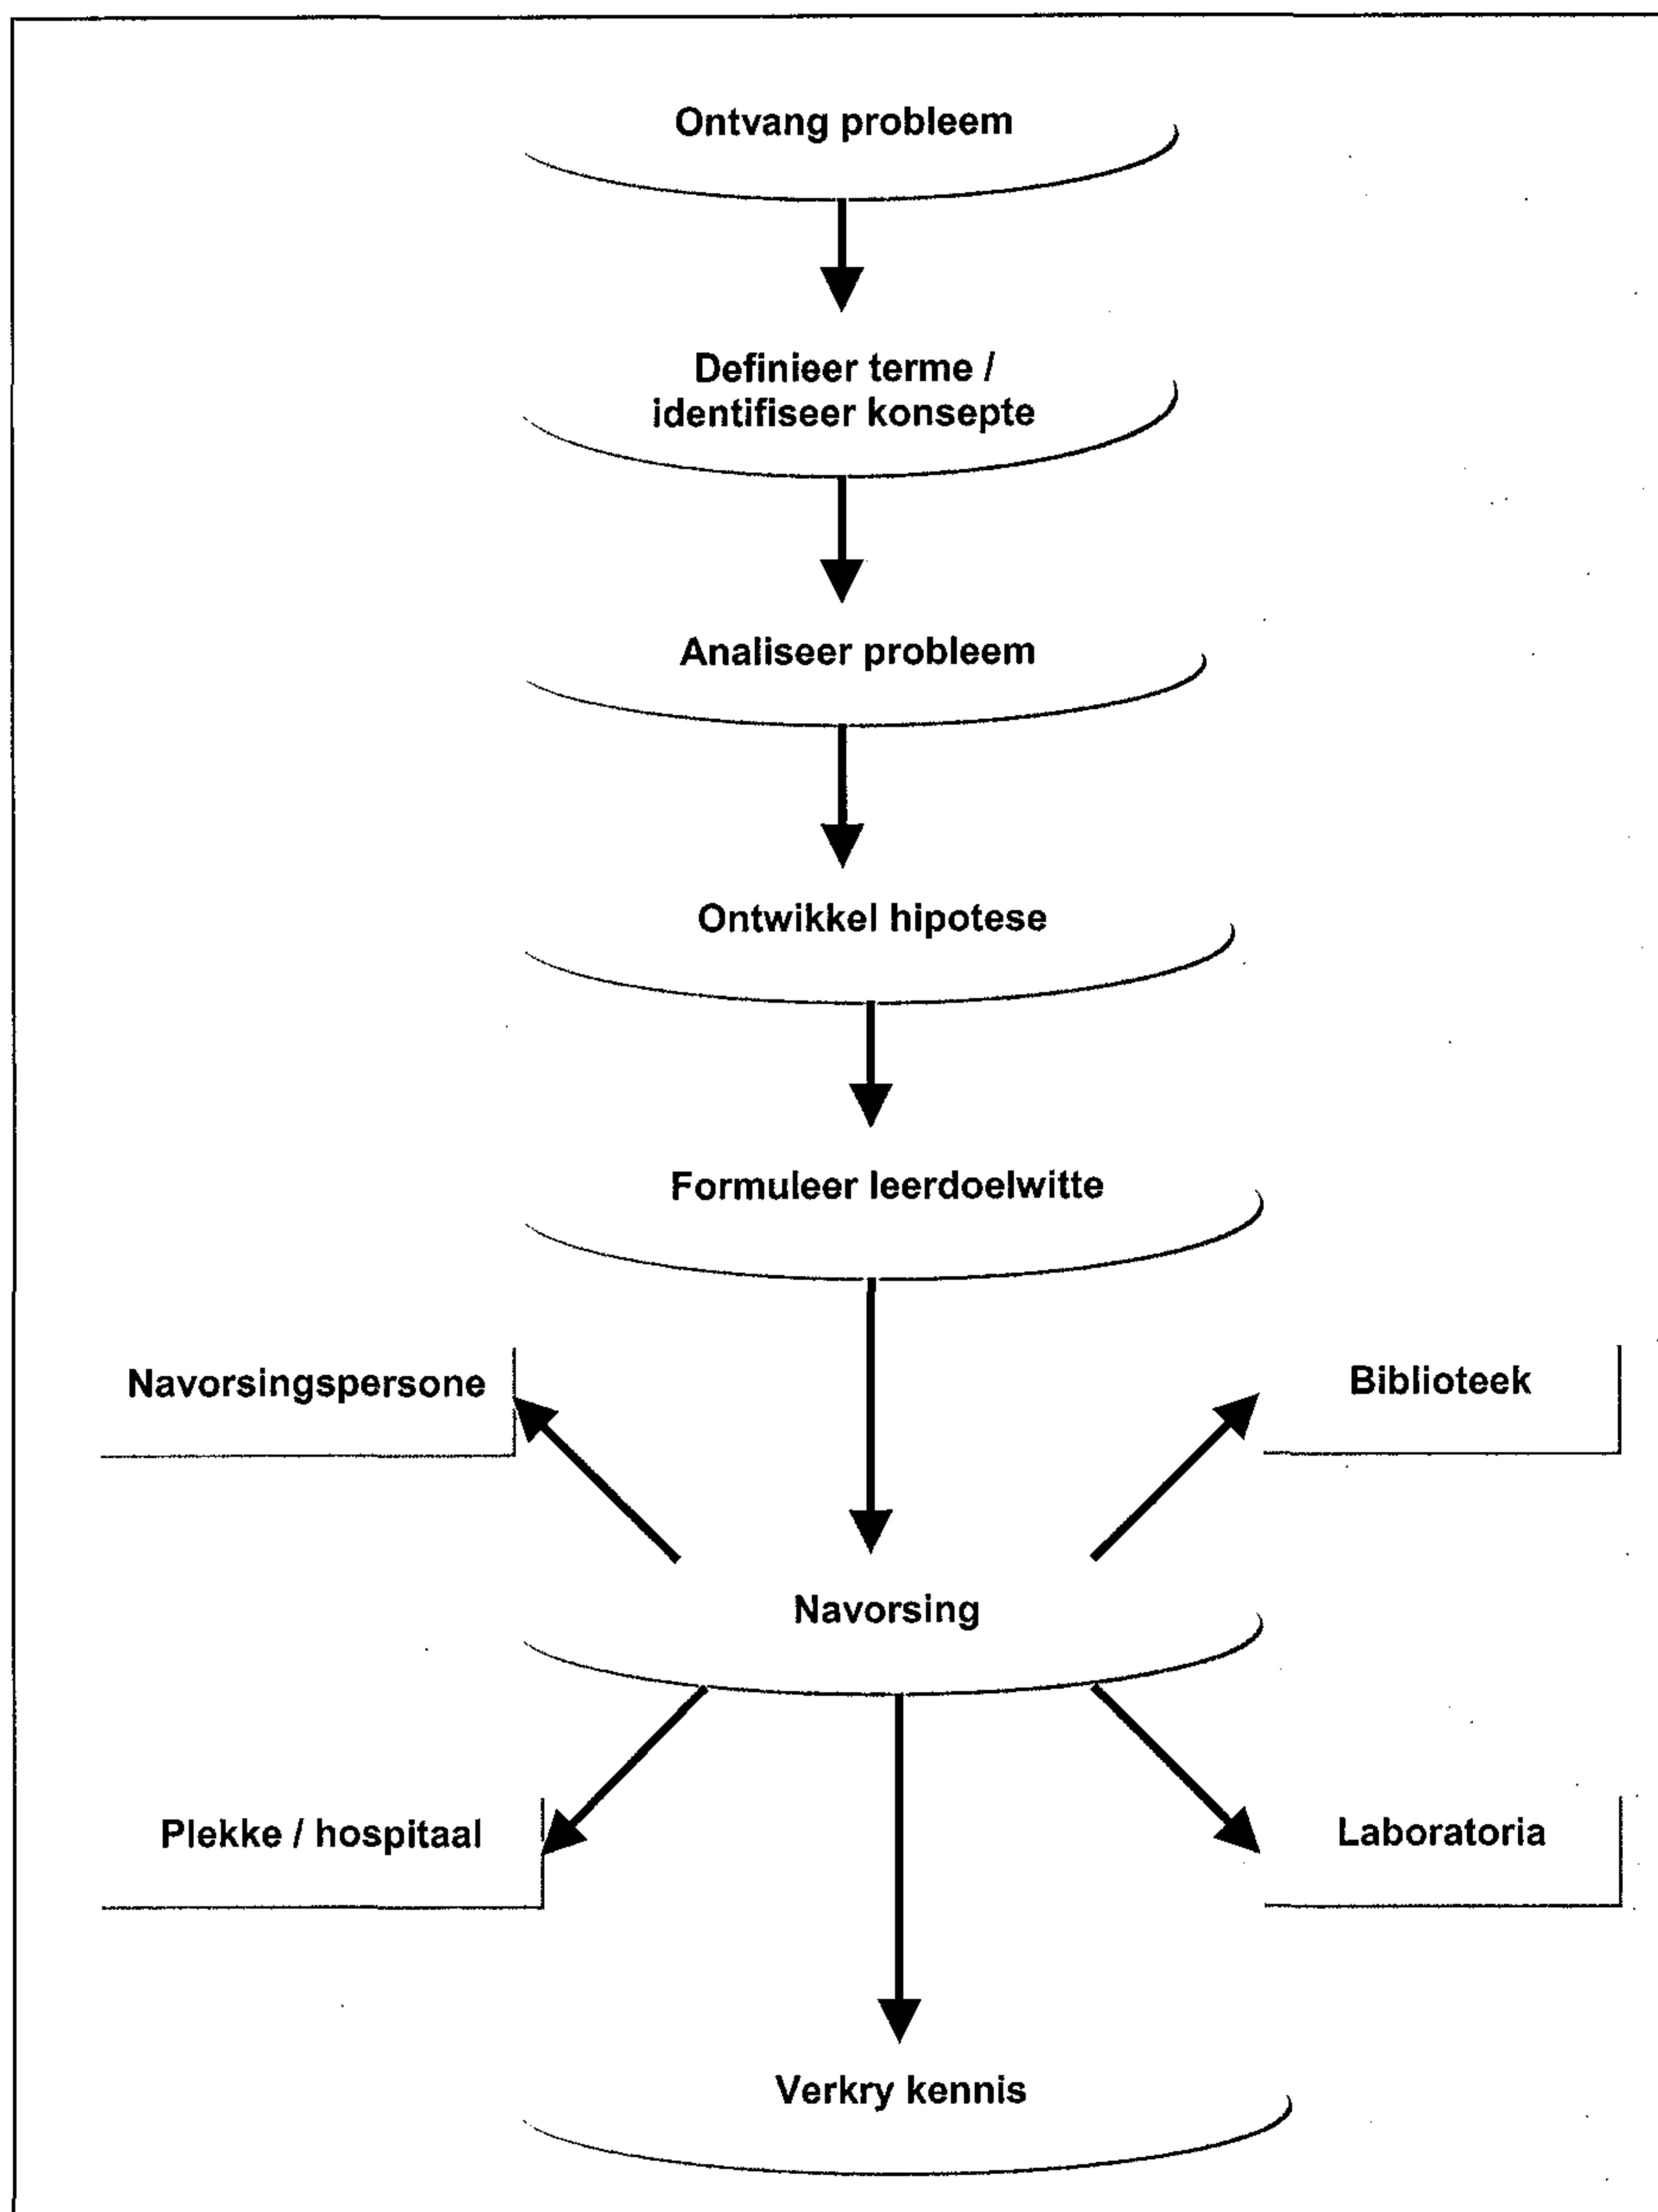 Ontvang probleem
Definieer terme /
identifiseer konsepte
Analiseer probleem
Ontwikkel hipotese
Formuleer leerdoelwitte
Navorsingspersone
Biblioteek
Navorsing
Plekke / hospitaal
Laboratoria
Verkry kennis